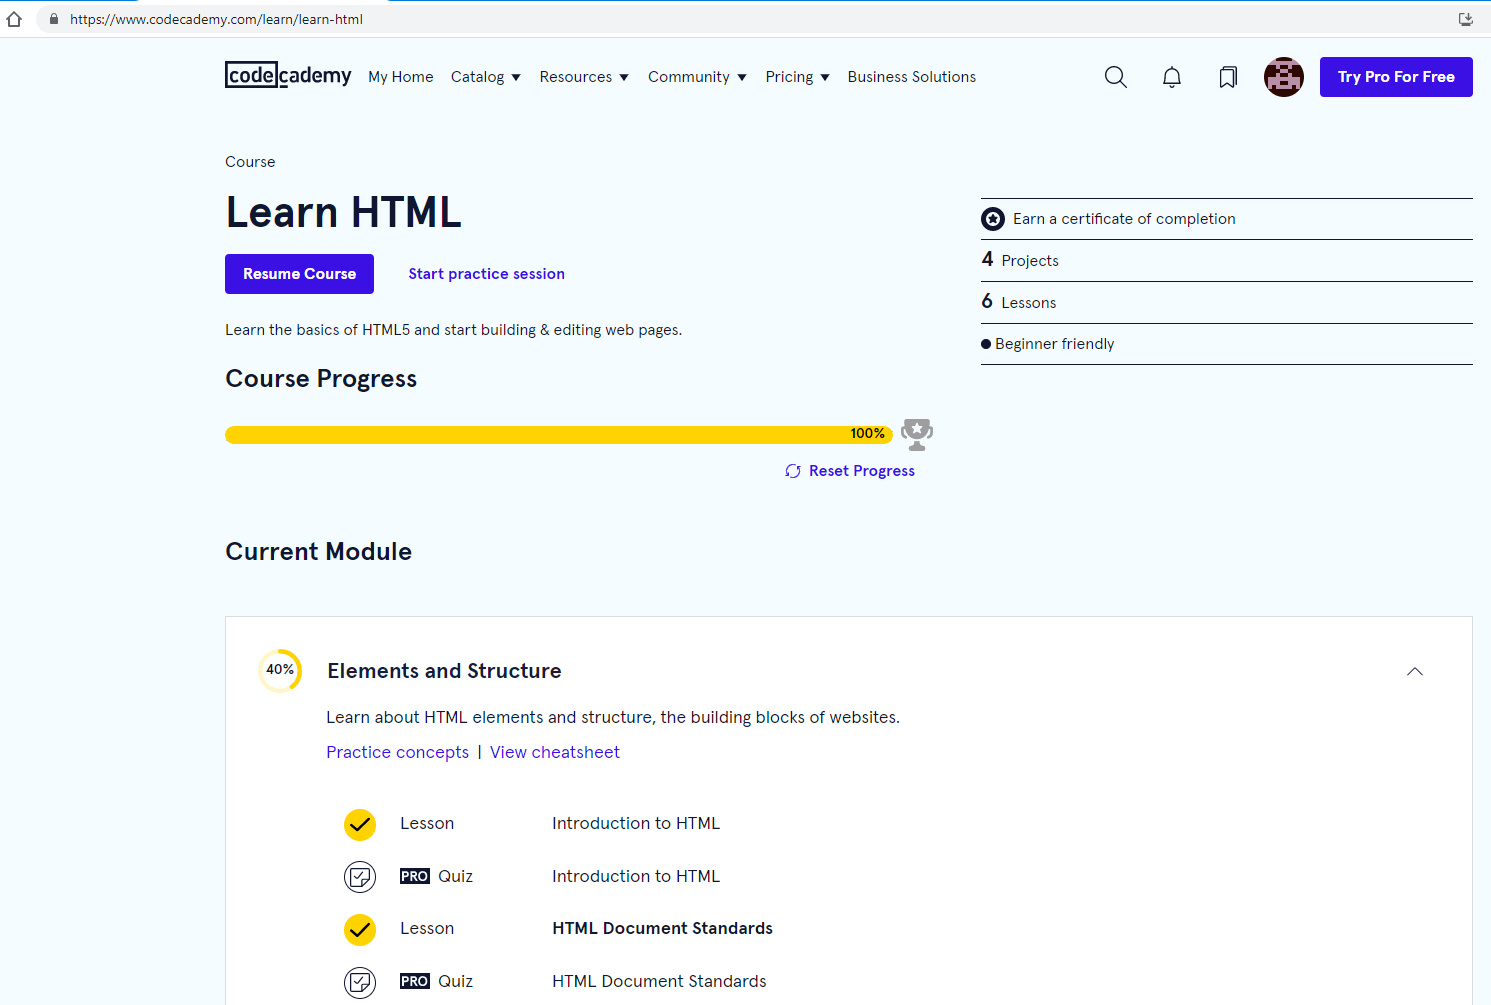 https://www.codecademy.com/learn/learn-html
codecademy My Home Catalog Resources Community Pricing Business Solutions Try Pro For Free
Course
Learn HTML
Resume Course Start practice session
Learn the basics of HTML5 and start building & editing web pages.
Earn a certificate of completion
4 Projects
6 Lessons
Beginner friendly
Course Progress
100%
Reset Progress
Current Module
40% Elements and Structure
Learn about HTML elements and structure, the building blocks of websites.
Practice concepts | View cheatsheet
Lesson Introduction to HTML
PRO Quiz Introduction to HTML
Lesson HTML Document Standards
PRO Quiz HTML Document Standards